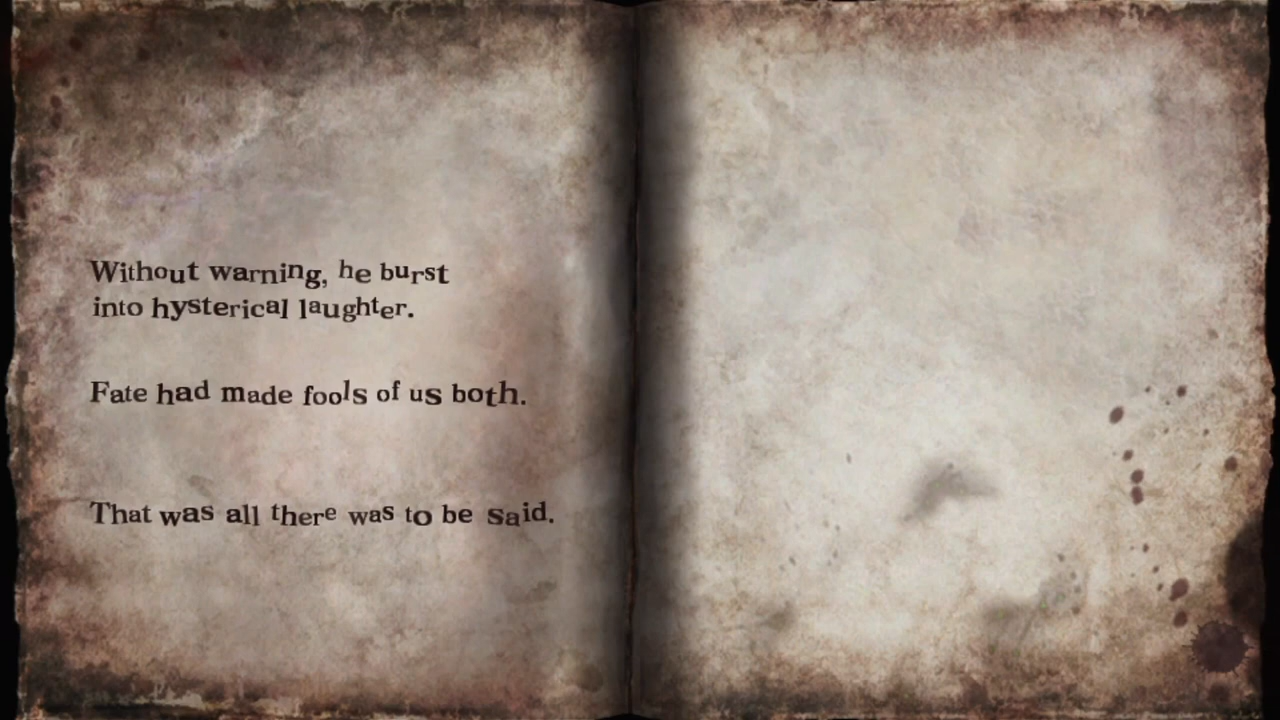 Without warning, he burst
into hysterical laughter.
Fate had made fools of us both.
That was all there was to be said.